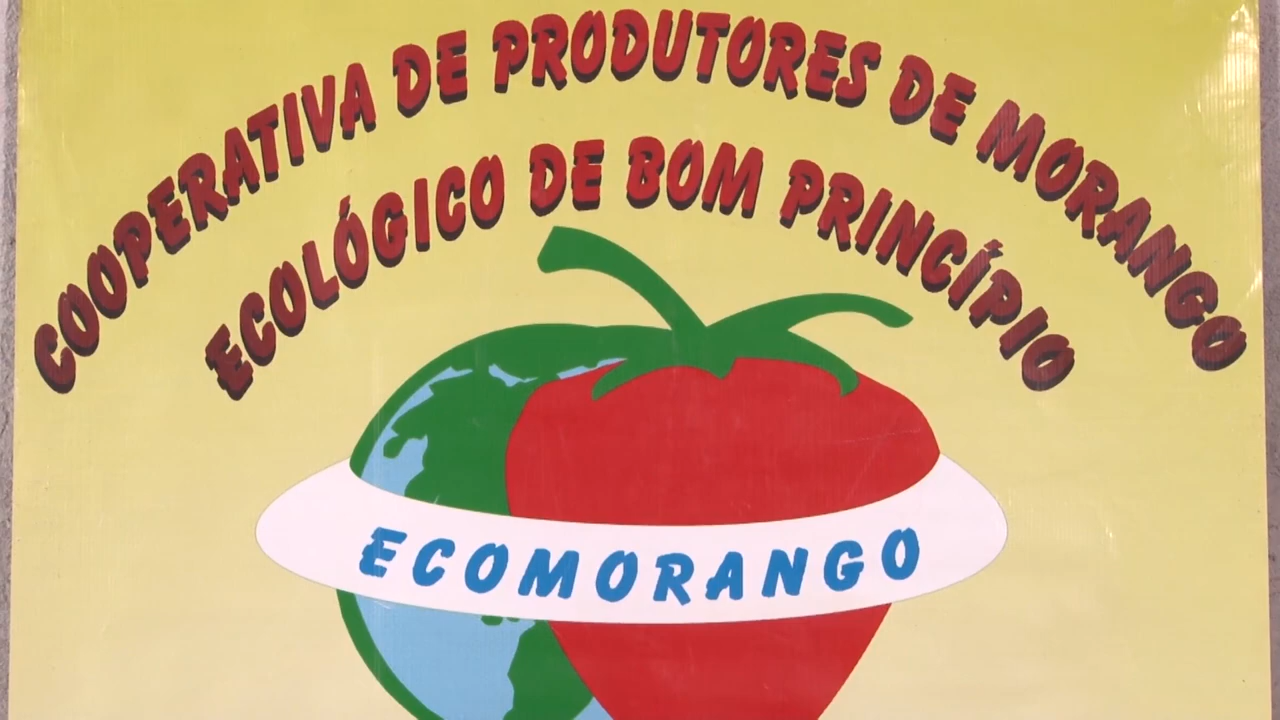 COOPERATIVA DE PRODUTORES DE MORANGO
ECOLÓGICO DE BOM PRINCÍPIO
ECOMORANGO